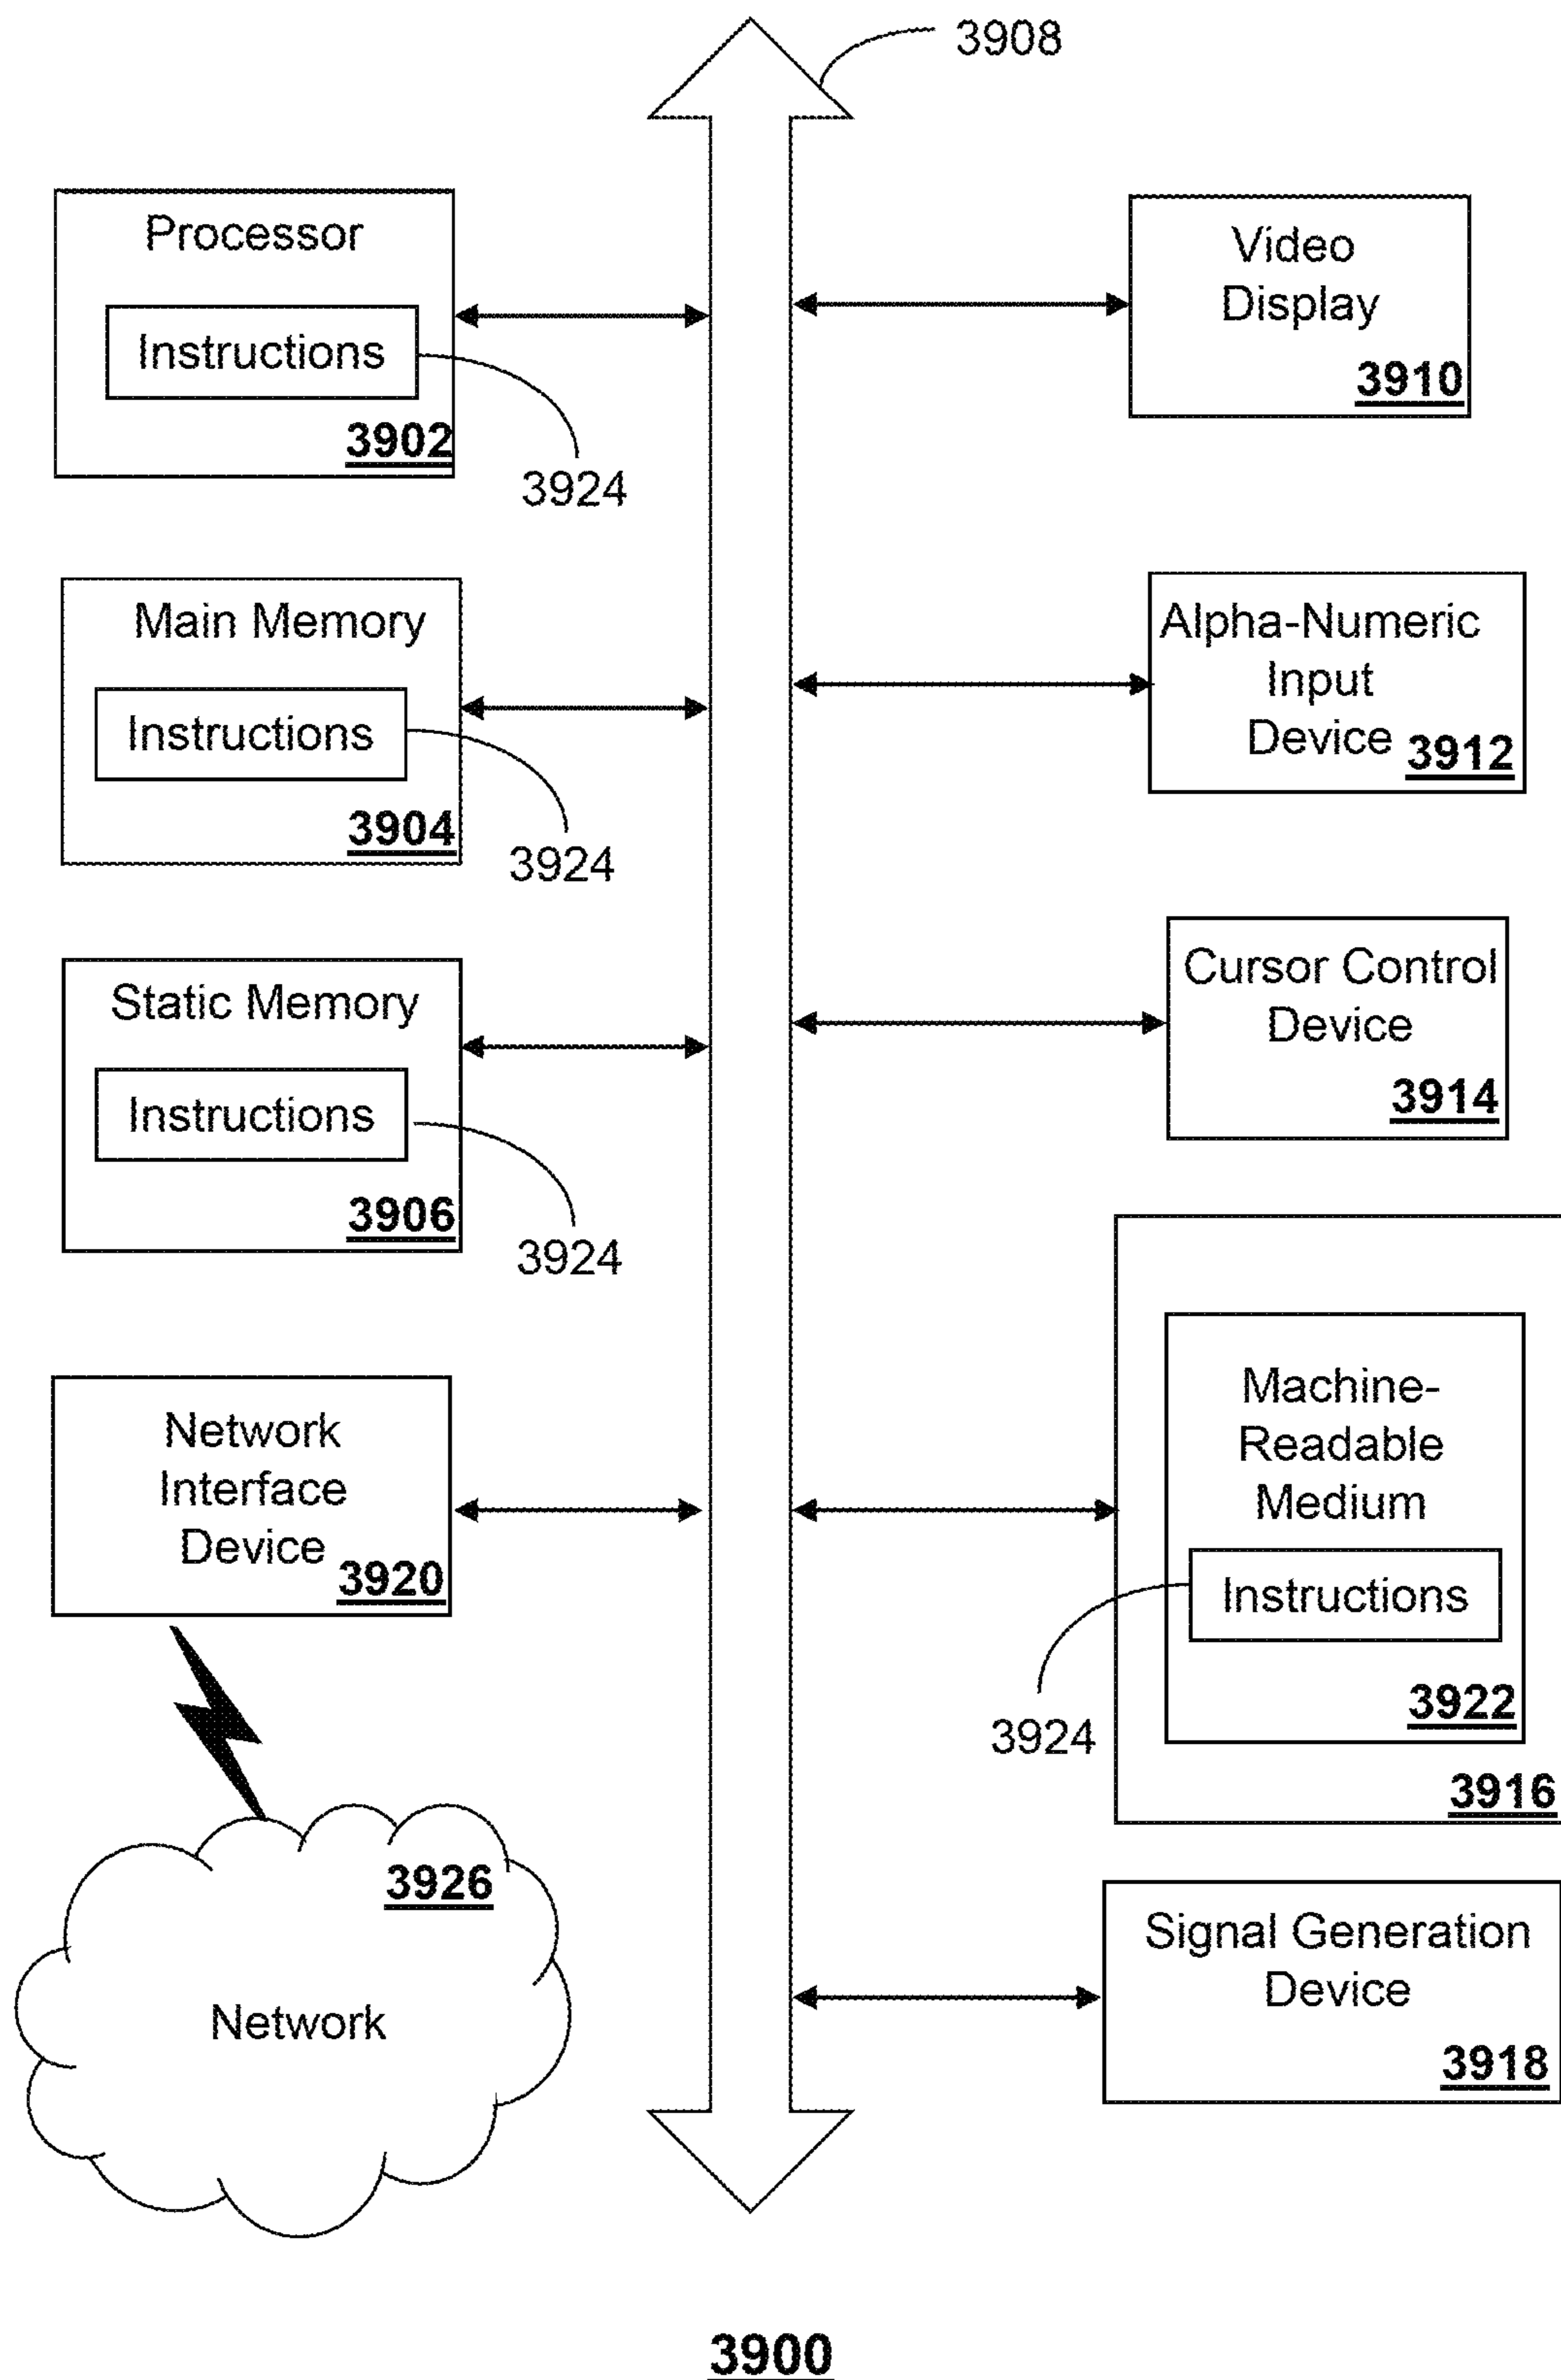 3908
Processor
Instructions
3902
3924
Video
Display
3910
Main Memory
Instructions
3904
3924
Alpha-Numeric
Input
Device 3912
Static Memory
Instructions
3906
3924
Cursor Control
Device
3914
Network
Interface
Device 3920
Machine-
Readable
Medium
Instructions
3922
3924
3916
3926
Network
Signal Generation
Device
3918
3900